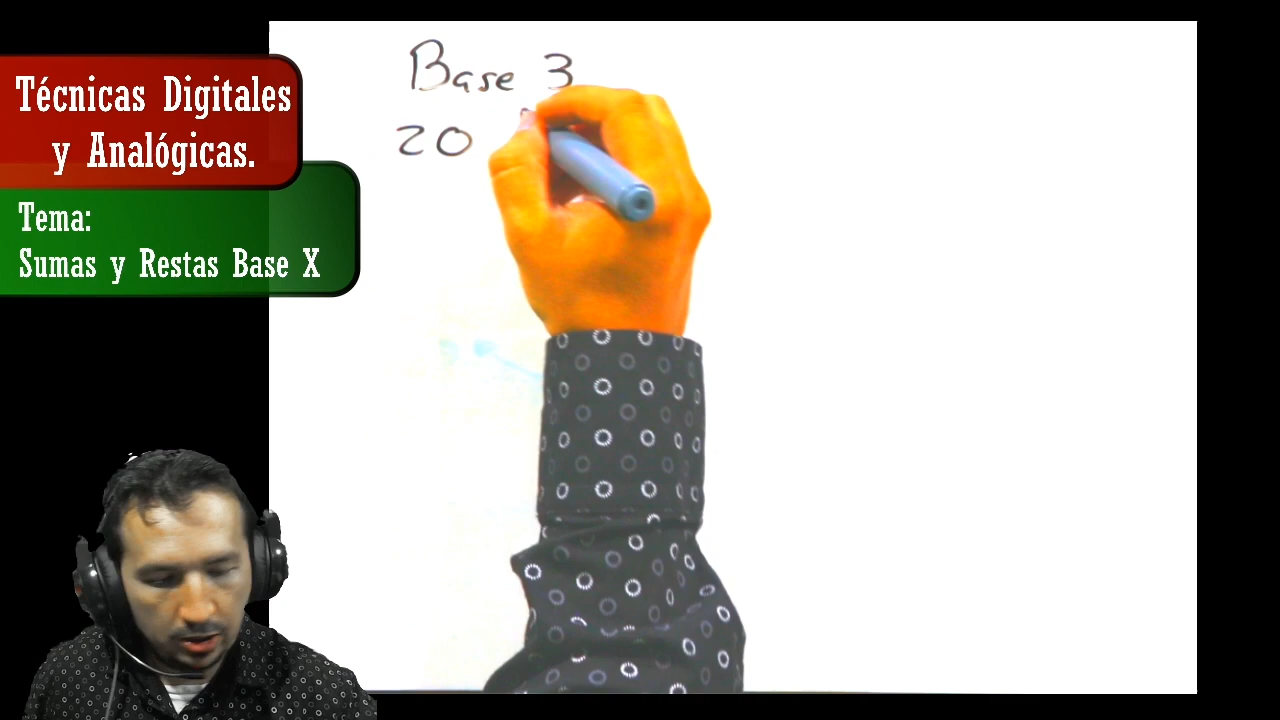 Técnicas Digitales
y Analógicas.
Tema:
Sumas y Restas Base X
Base 3
20